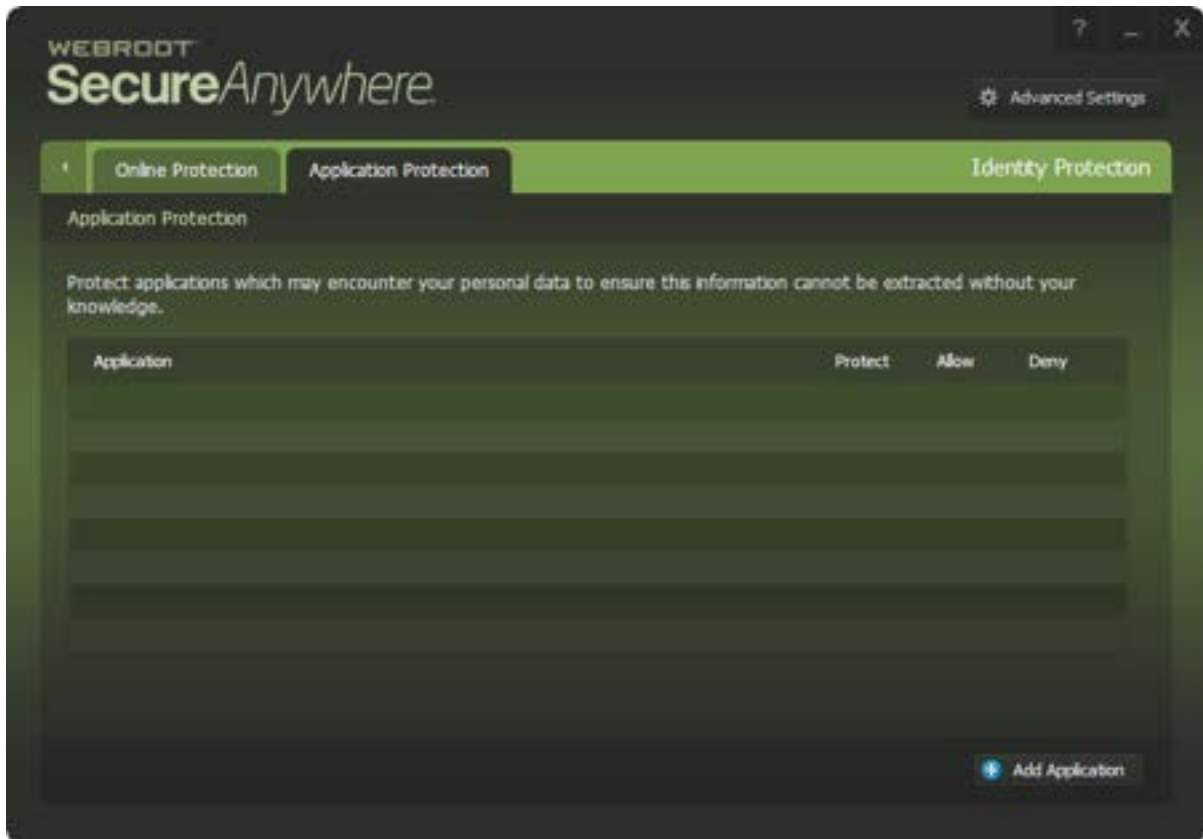 ?
_
X
WEBROOT
SecureAnywhere.
Advanced Settings
Online Protection
Application Protection
Identity Protection
Application Protection
Protect applications which may encounter your personal data to ensure this information cannot be extracted without your
knowledge.
Application Protect Allow Deny
Add Application